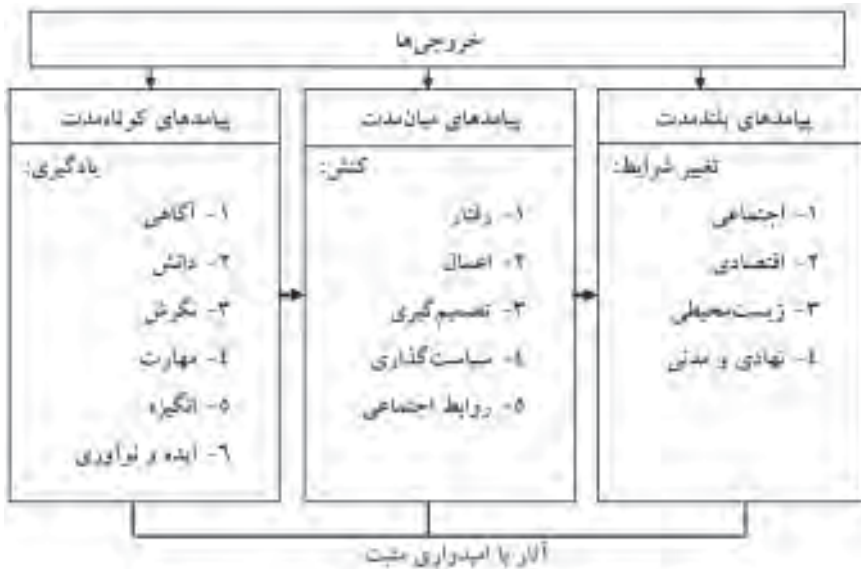 خروجی‌ها
پیامدهای کوتاه‌مدت
یادگیری:
۱- آگاهی
۲- دانش
۳- نگرش
۴- مهارت
۵- انگیزه
۶- ایده و نوآوری
پیامدهای میان‌مدت
کنش:
۱- رفتار
۲- اعمال
۳- تصمیم‌گیری
۴- سیاست‌گذاری
۵- روابط اجتماعی
پیامدهای بلندمدت
تغییر شرایط:
۱- اجتماعی
۲- اقتصادی
۳- زیست‌محیطی
۴- نهادی و مدنی
آثار با امیدواری مثبت